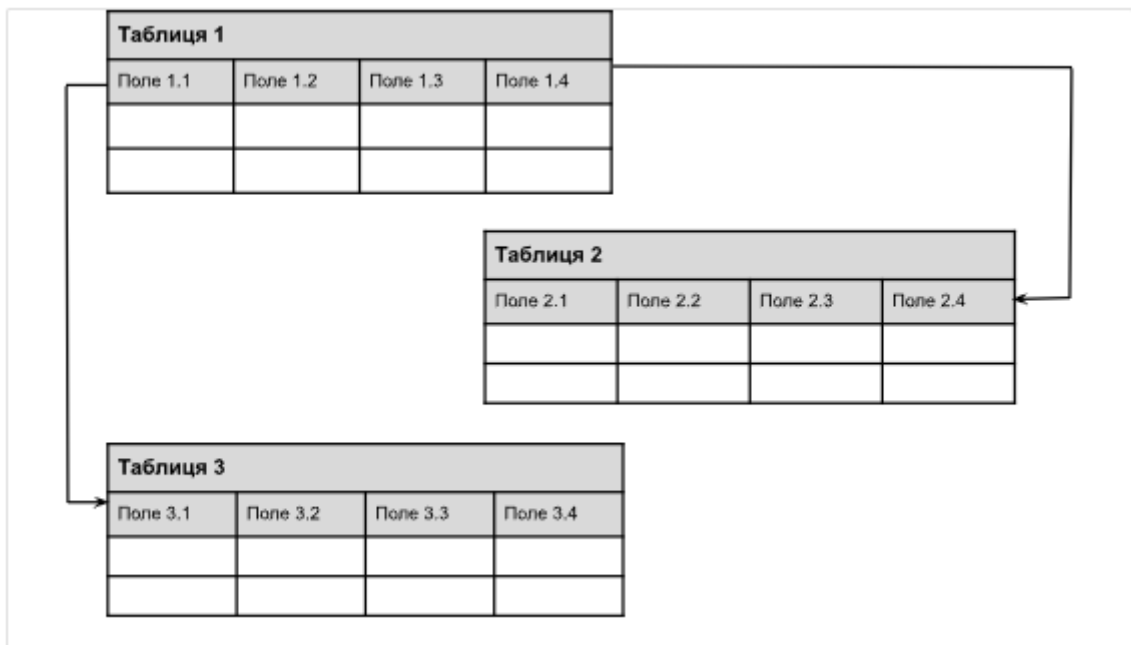 Таблиця 1
Поле 1.1 Поле 1.2 Поле 1.3 Поле 1.4
Таблиця 2
Поле 2.1 Поле 2.2 Поле 2.3 Поле 2.4
Таблиця 3
Поле 3.1 Поле 3.2 Поле 3.3 Поле 3.4